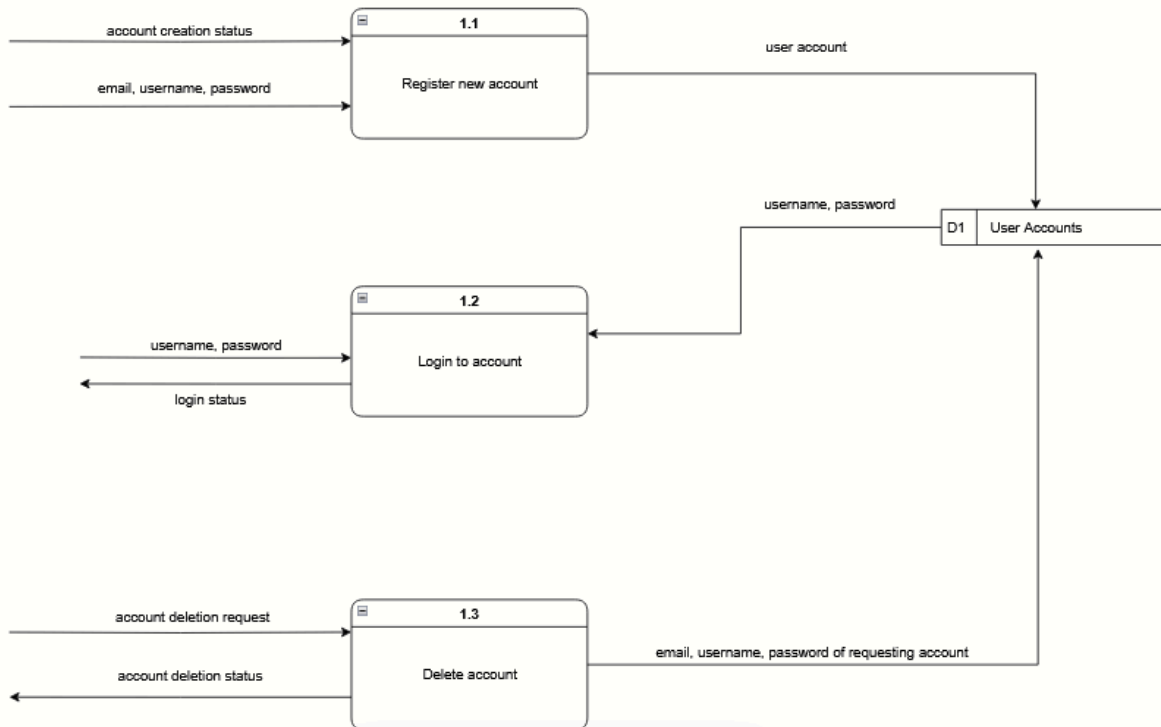 account creation status
1.1
user account
email, username, password
Register new account
username, password
D1
User Accounts
1.2
username, password
Login to account
login status
account deletion request
1.3
email, username, password of requesting account
account deletion status
Delete account